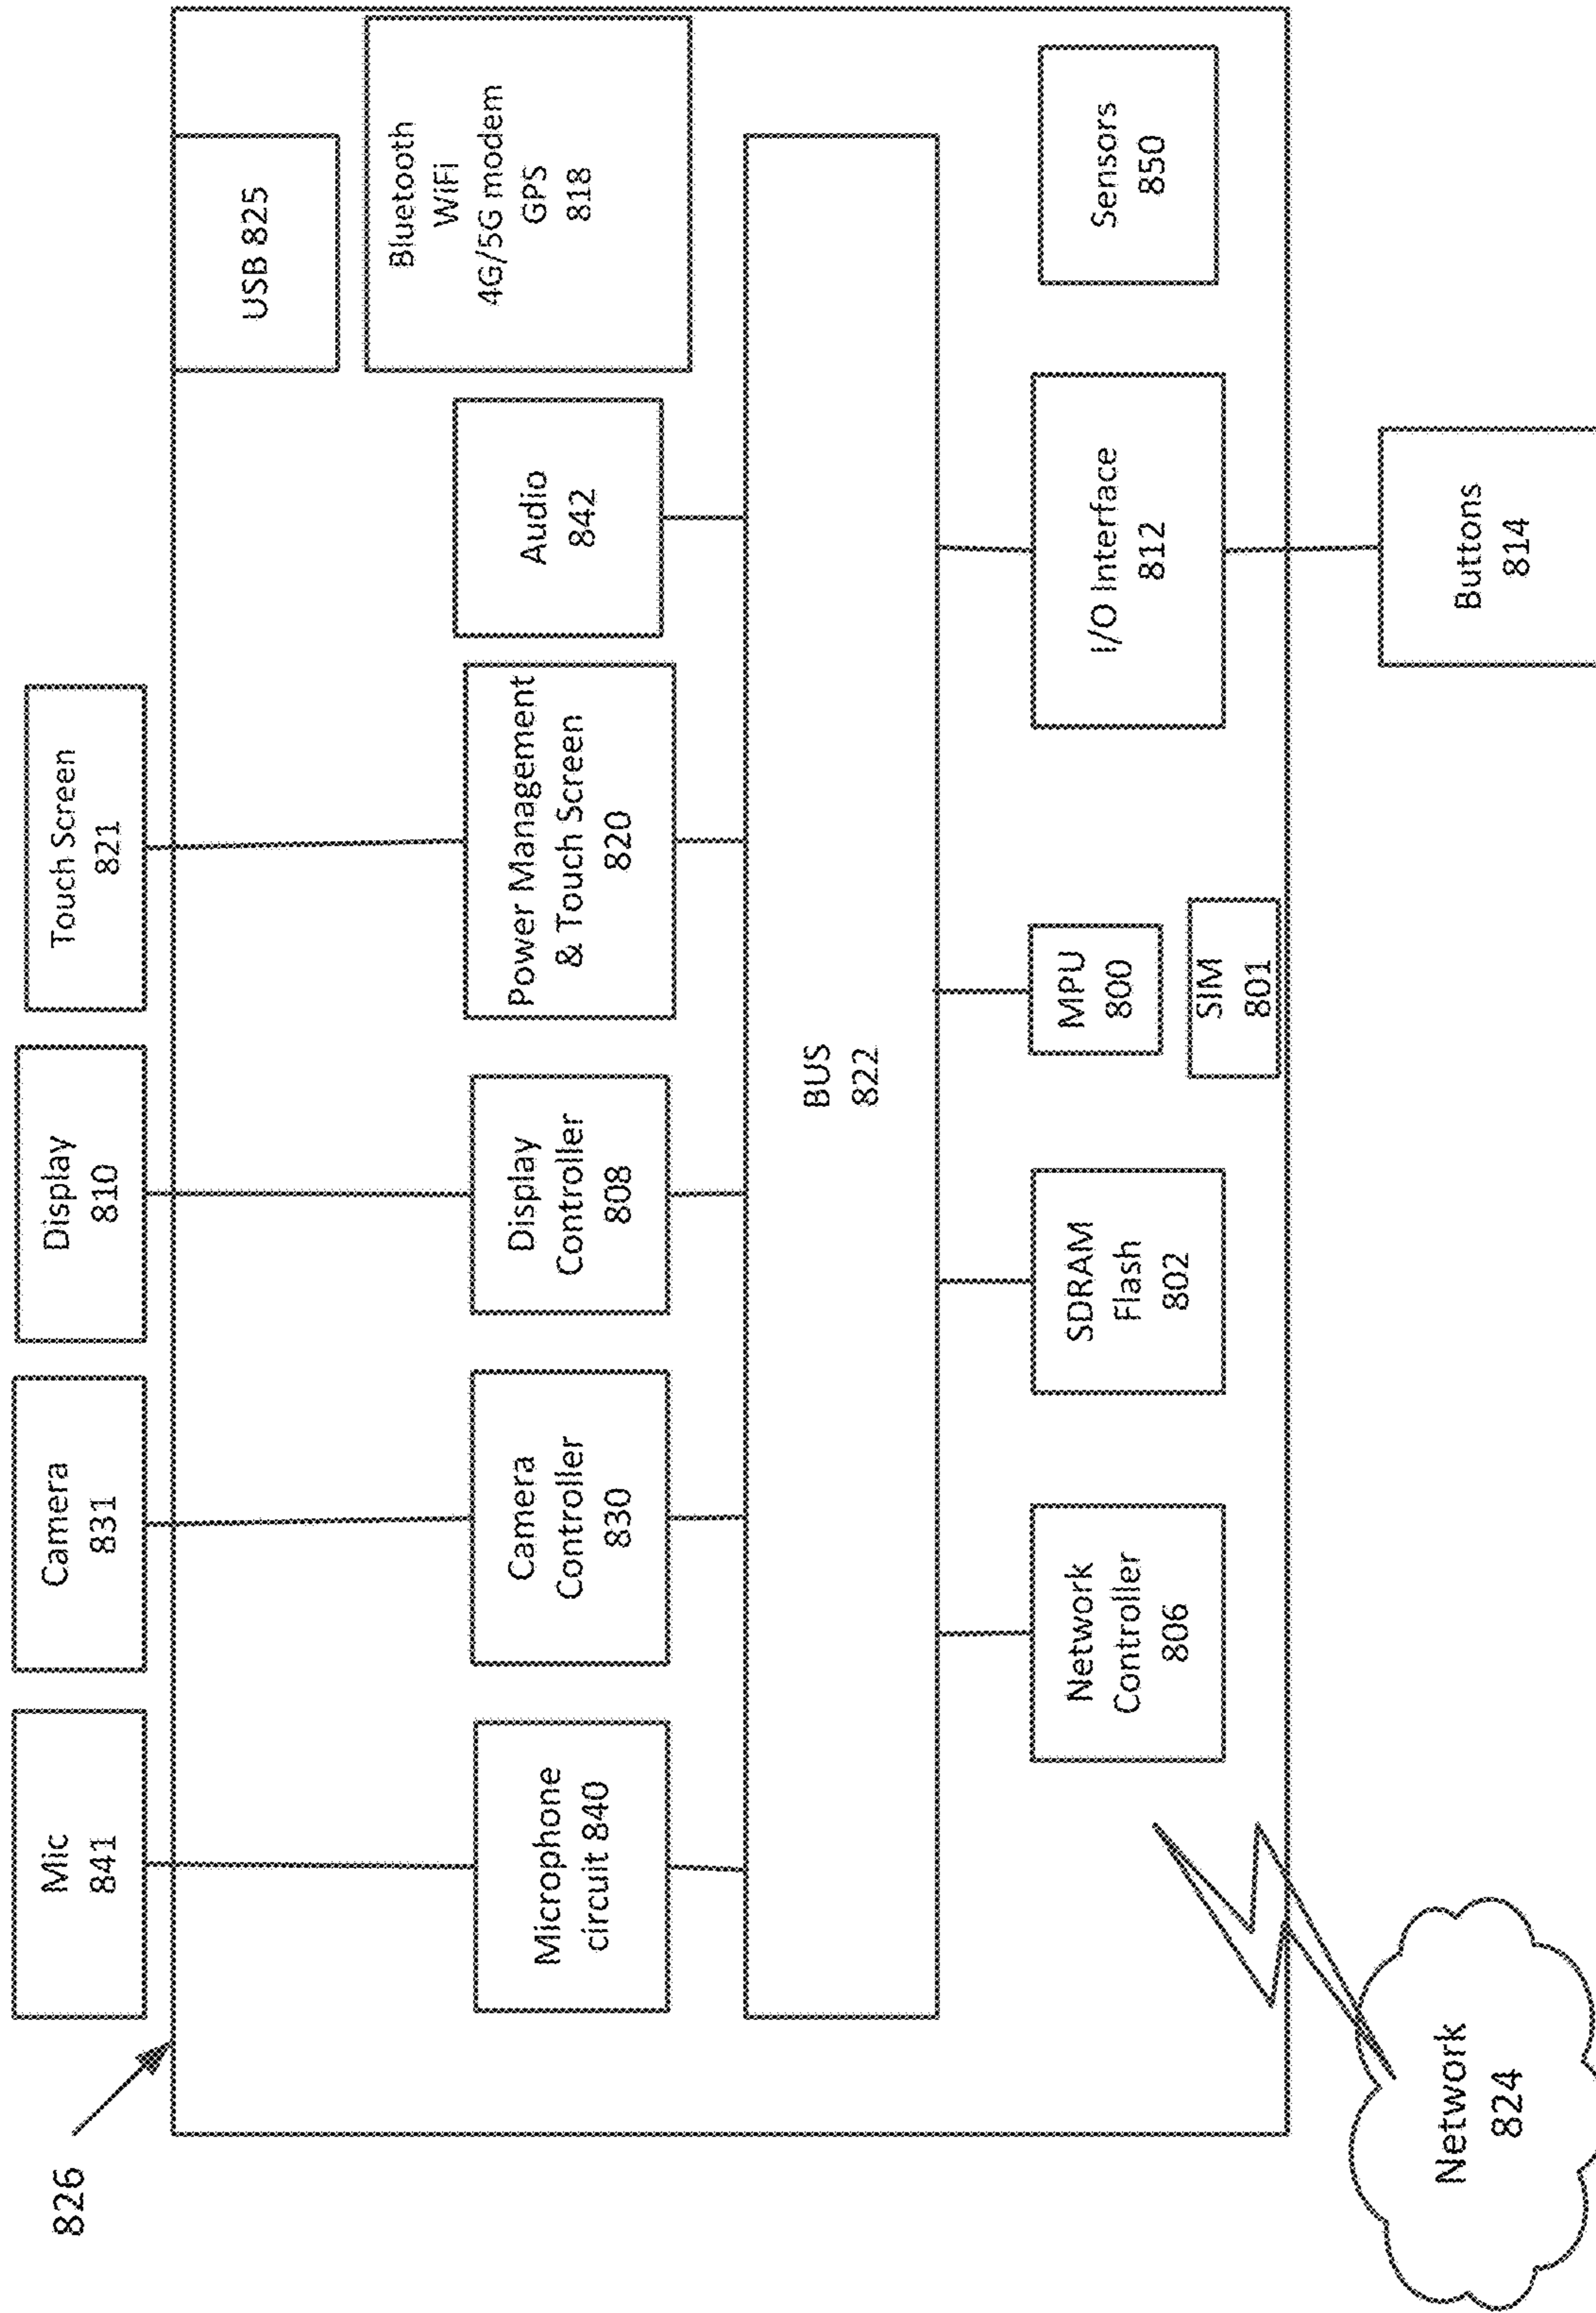 826
Mic
841
Camera
831
Display
810
Touch Screen
821
Microphone
circuit 840
Camera
Controller
830
Display
Controller
808
Power Management
& Touch Screen
820
Audio
842
USB 825
Bluetooth
WiFi
4G/5G modem
GPS
818
BUS
822
Network
Controller
806
SDRAM
Flash
802
MPU
800
SIM
801
I/O Interface
812
Sensors
850
Network
824
Buttons
814